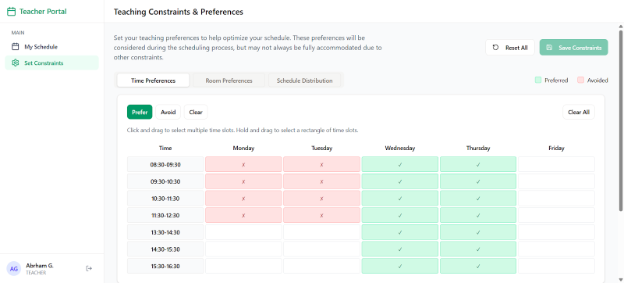 Teacher Portal
Teaching Constraints & Preferences
MAIN
My Schedule
Set Constraints
Set your teaching preferences to help optimize your schedule. These preferences will be
considered during the scheduling process, but may not always be fully accommodated due to
other constraints.
Reset All
Save Constraints
Time Preferences
Room Preferences
Schedule Distribution
Preferred
Avoided
Prefer
Avoid
Clear
Clear All
Click and drag to select multiple time slots. Hold and drag to select a rectangle of time slots.
Time Monday Tuesday Wednesday Thursday Friday
08:30-09:30 ✗ ✗ ✓ ✓
09:30-10:30 ✗ ✗ ✓ ✓
10:30-11:30 ✗ ✗ ✓ ✓
11:30-12:30 ✗ ✗ ✓ ✓
13:30-14:30 ✓ ✓
14:30-15:30 ✓ ✓
15:30-16:30 ✓ ✓
AG
Abrham G.
TEACHER